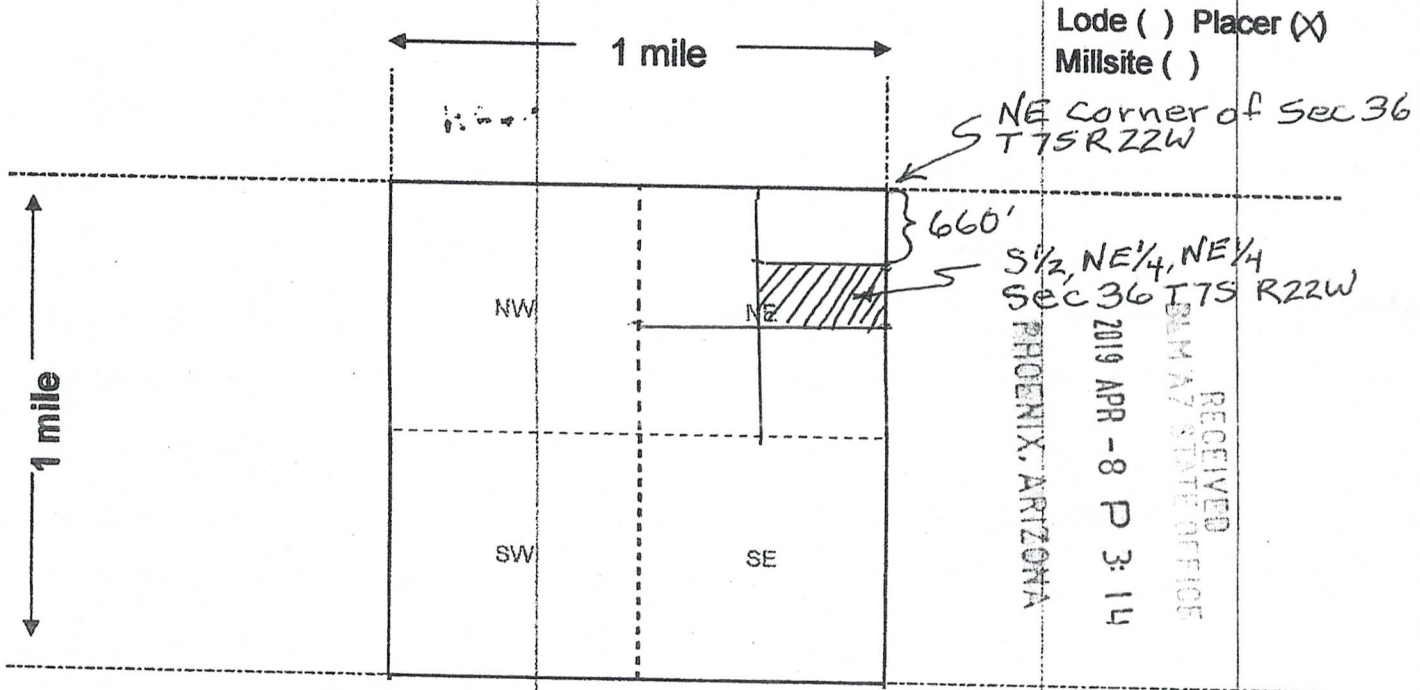 Lode ( ) Placer (X)
Millsite ( )
1 mile
NE Corner of Sec 36
T7S R22W
660'
S½, NE¼, NE¼
Sec 36 T7S R22W
NW
NE
1 mile
SW
SE
RECEIVED
BLM AZ STATE OFFICE
2019 APR -8 P 3:14
PHOENIX, ARIZONA